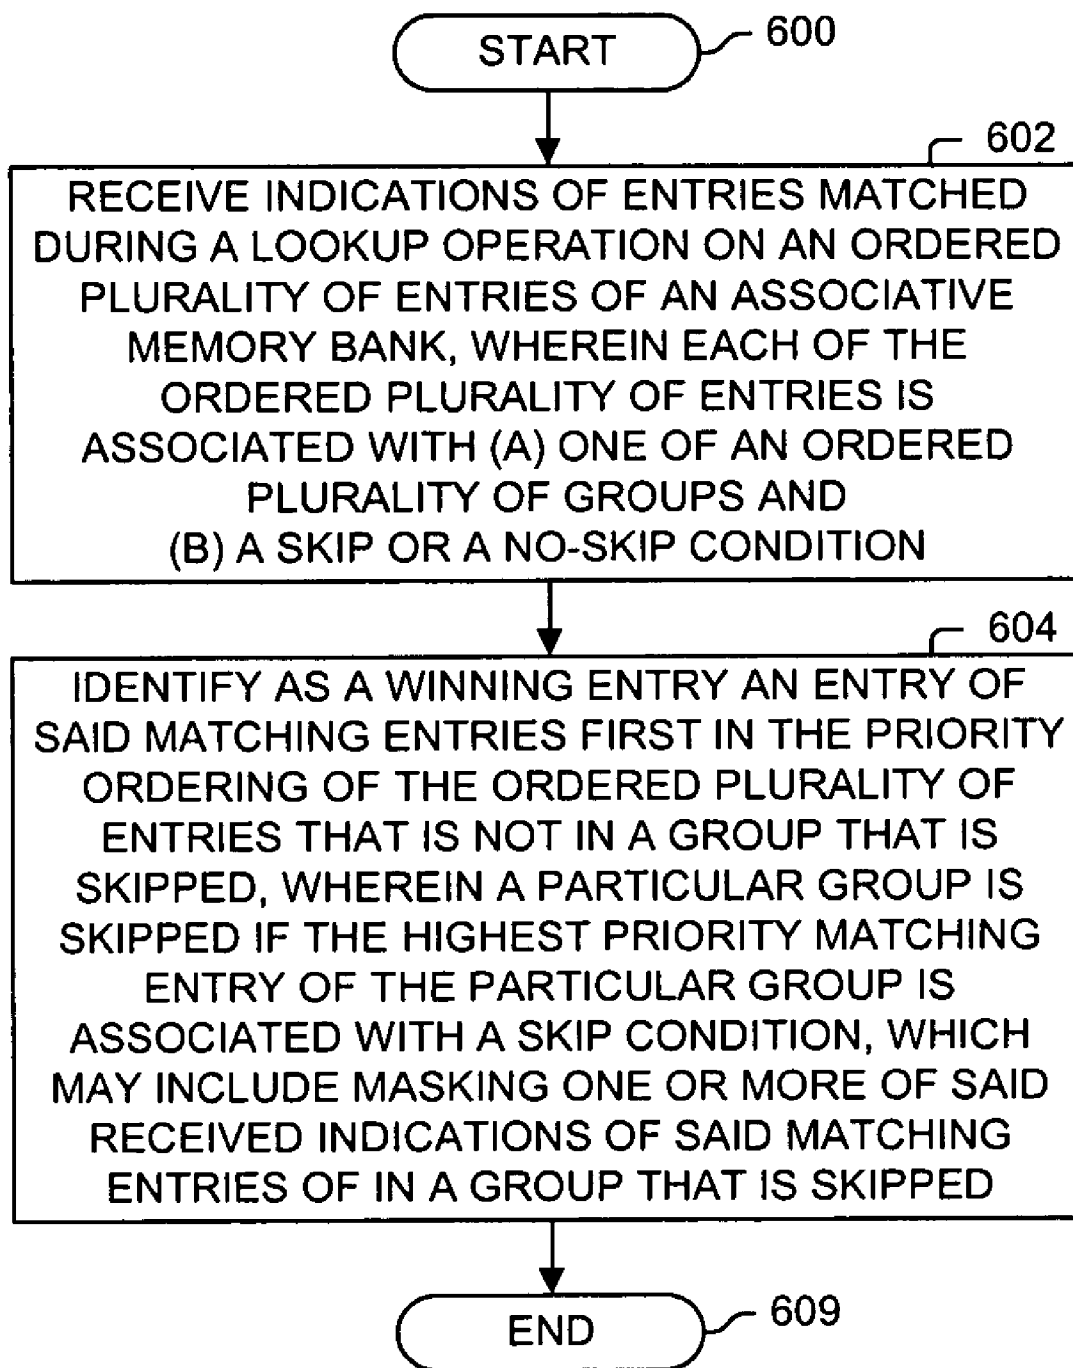 START
600
602
RECEIVE INDICATIONS OF ENTRIES MATCHED
DURING A LOOKUP OPERATION ON AN ORDERED
PLURALITY OF ENTRIES OF AN ASSOCIATIVE
MEMORY BANK, WHEREIN EACH OF THE
ORDERED PLURALITY OF ENTRIES IS
ASSOCIATED WITH (A) ONE OF AN ORDERED
PLURALITY OF GROUPS AND
(B) A SKIP OR A NO-SKIP CONDITION
604
IDENTIFY AS A WINNING ENTRY AN ENTRY OF
SAID MATCHING ENTRIES FIRST IN THE PRIORITY
ORDERING OF THE ORDERED PLURALITY OF
ENTRIES THAT IS NOT IN A GROUP THAT IS
SKIPPED, WHEREIN A PARTICULAR GROUP IS
SKIPPED IF THE HIGHEST PRIORITY MATCHING
ENTRY OF THE PARTICULAR GROUP IS
ASSOCIATED WITH A SKIP CONDITION, WHICH
MAY INCLUDE MASKING ONE OR MORE OF SAID
RECEIVED INDICATIONS OF SAID MATCHING
ENTRIES OF IN A GROUP THAT IS SKIPPED
END
609